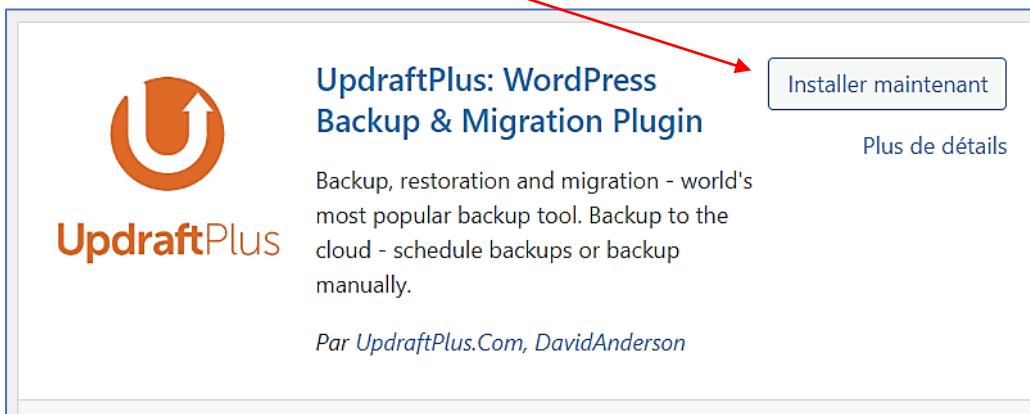 UpdraftPlus: WordPress
Backup & Migration Plugin
Installer maintenant
Plus de détails
Backup, restoration and migration - world's
most popular backup tool. Backup to the
cloud - schedule backups or backup
manually.
Par UpdraftPlus.Com, DavidAnderson
UpdraftPlus